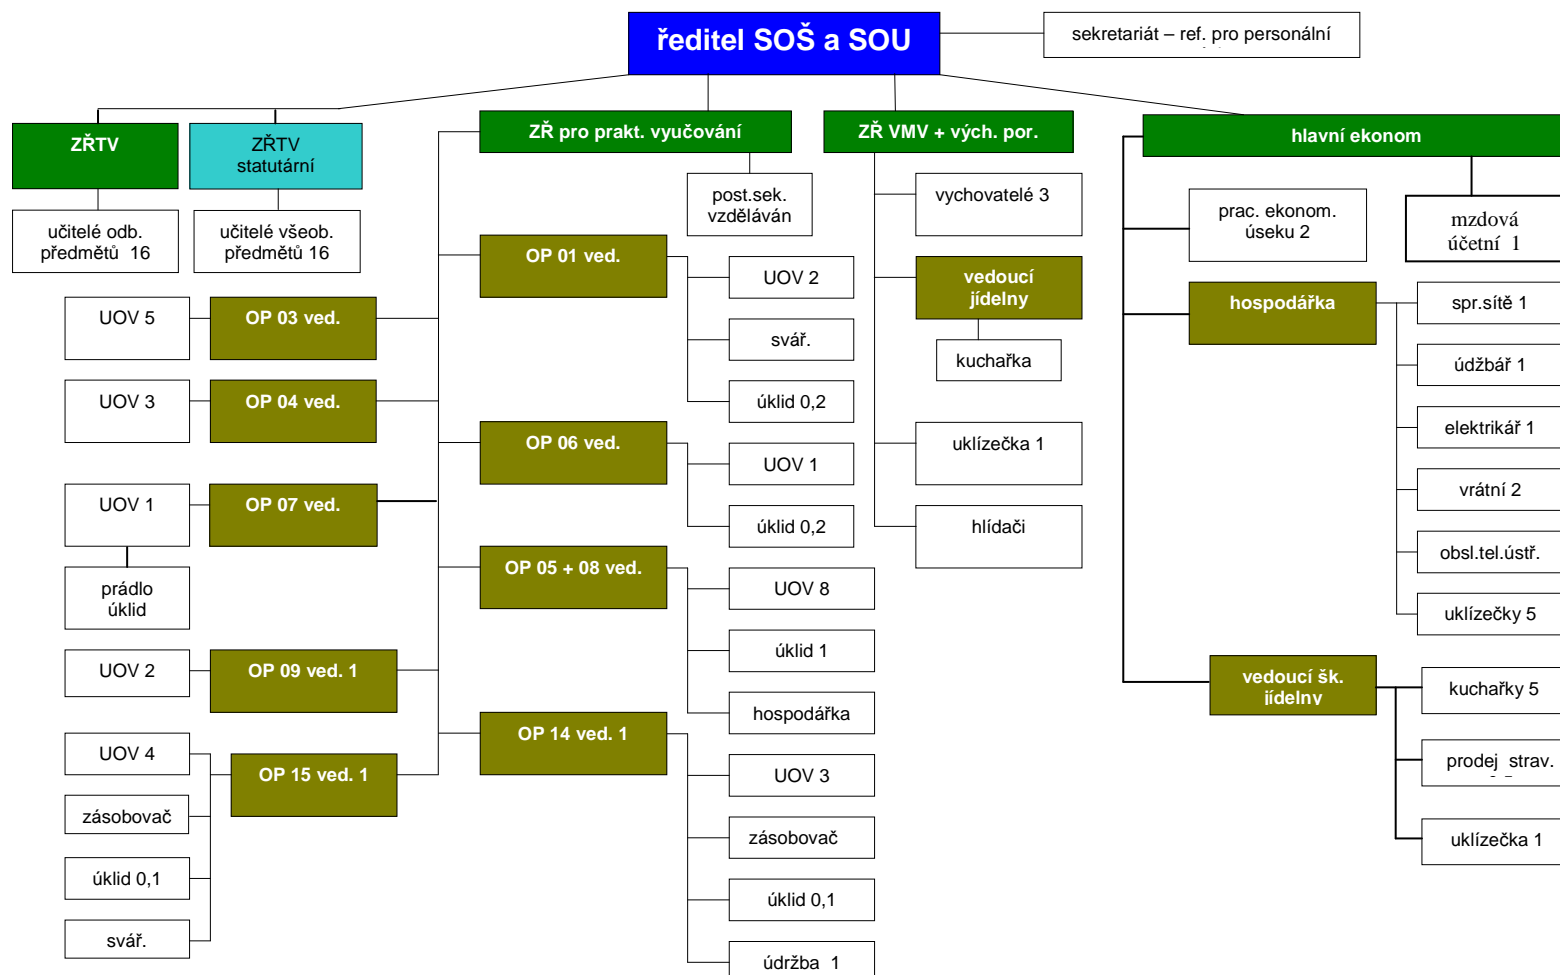 ředitel SOŠ a SOU
sekretariát – ref. pro personální
ZŘTV
ZŘTV
statutární
ZŘ pro prakt. vyučování
ZŘ VMV + vých. por.
hlavní ekonom
učitelé odb.
předmětů 16
učitelé všeob.
předmětů 16
post.sek.
vzděláván
vychovatelé 3
prac. ekonom.
úseku 2
mzdová
účetní 1
OP 01 ved.
UOV 2
svář.
úklid 0,2
vedoucí
jídelny
kuchařka
hospodářka
spr.sítě 1
údžbář 1
elektrikář 1
vrátní 2
obsl.tel.ústř.
uklízečky 5
UOV 5
OP 03 ved.
UOV 3
OP 04 ved.
OP 06 ved.
UOV 1
úklid 0,2
uklízečka 1
hlídači
UOV 1
OP 07 ved.
prádlo
úklid
OP 05 + 08 ved.
UOV 8
úklid 1
hospodářka
UOV 2
OP 09 ved. 1
vedoucí šk.
jídelny
kuchařky 5
prodej strav.
uklízečka 1
OP 14 ved. 1
UOV 3
zásobovač
úklid 0,1
údržba 1
UOV 4
OP 15 ved. 1
zásobovač
úklid 0,1
svář.